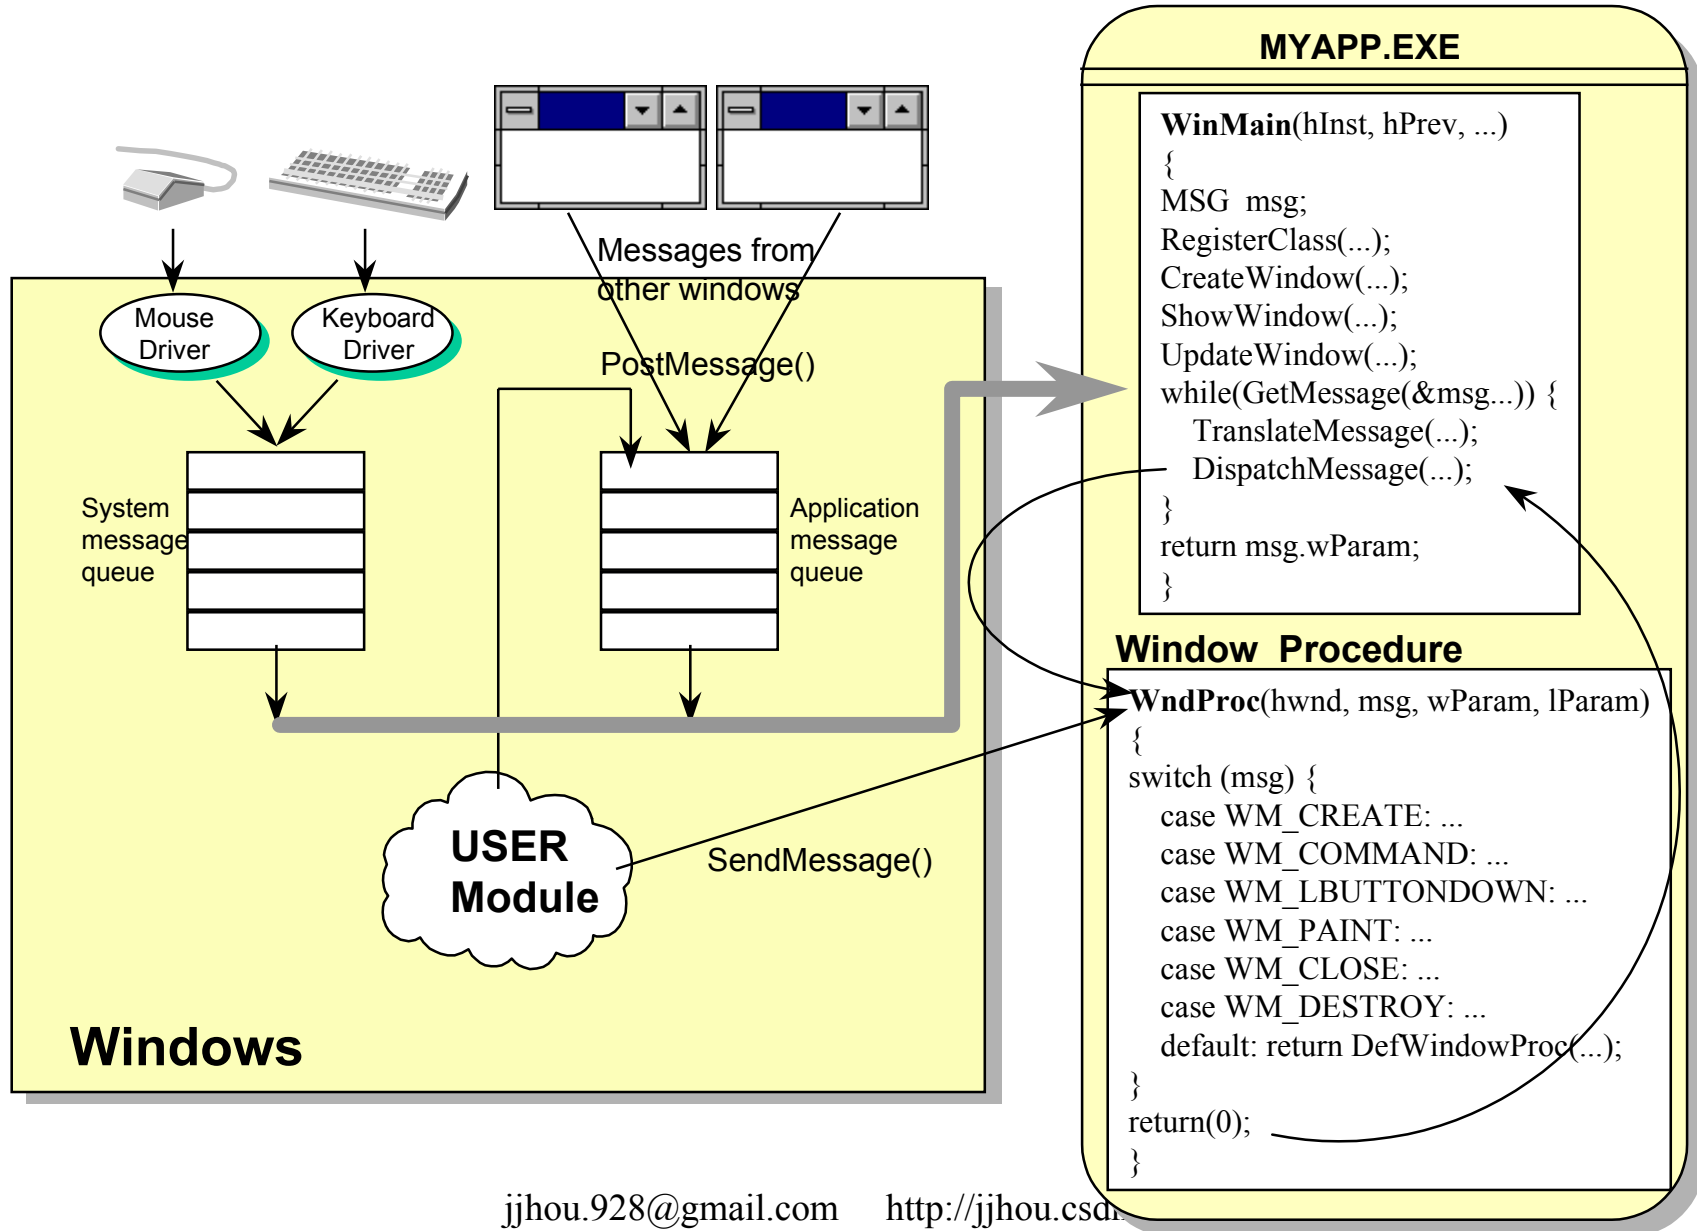 MYAPP.EXE
WinMain(hInst, hPrev, ...)
{
MSG msg;
RegisterClass(...);
CreateWindow(...);
ShowWindow(...);
UpdateWindow(...);
while(GetMessage(&msg...)) {
TranslateMessage(...);
DispatchMessage(...);
}
return msg.wParam;
}
Window Procedure
WndProc(hwnd, msg, wParam, lParam)
{
switch (msg) {
case WM_CREATE: ...
case WM_COMMAND: ...
case WM_LBUTTONDOWN: ...
case WM_PAINT: ...
case WM_CLOSE: ...
case WM_DESTROY: ...
default: return DefWindowProc(...);
}
return(0);
}
Messages from
other windows
PostMessage()
Mouse
Driver
Keyboard
Driver
System
message
queue
Application
message
queue
USER
Module
SendMessage()
Windows
jjhou.928@gmail.com